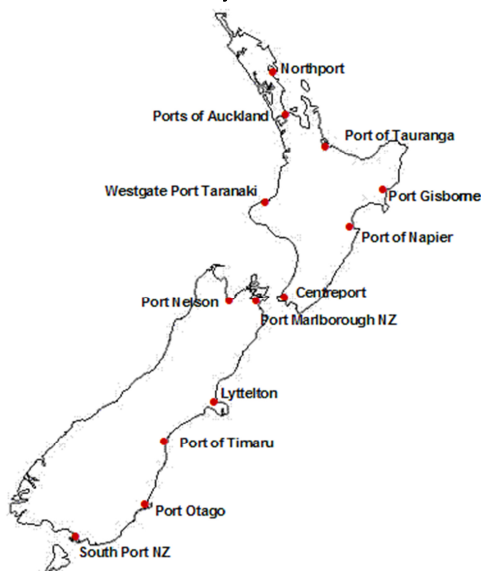 Northport
Ports of Auckland
Port of Tauranga
Westgate Port Taranaki
Port Gisborne
Port of Napier
Centreport
Port Nelson
Port Marlborough NZ
Lyttelton
Port of Timaru
Port Otago
South Port NZ